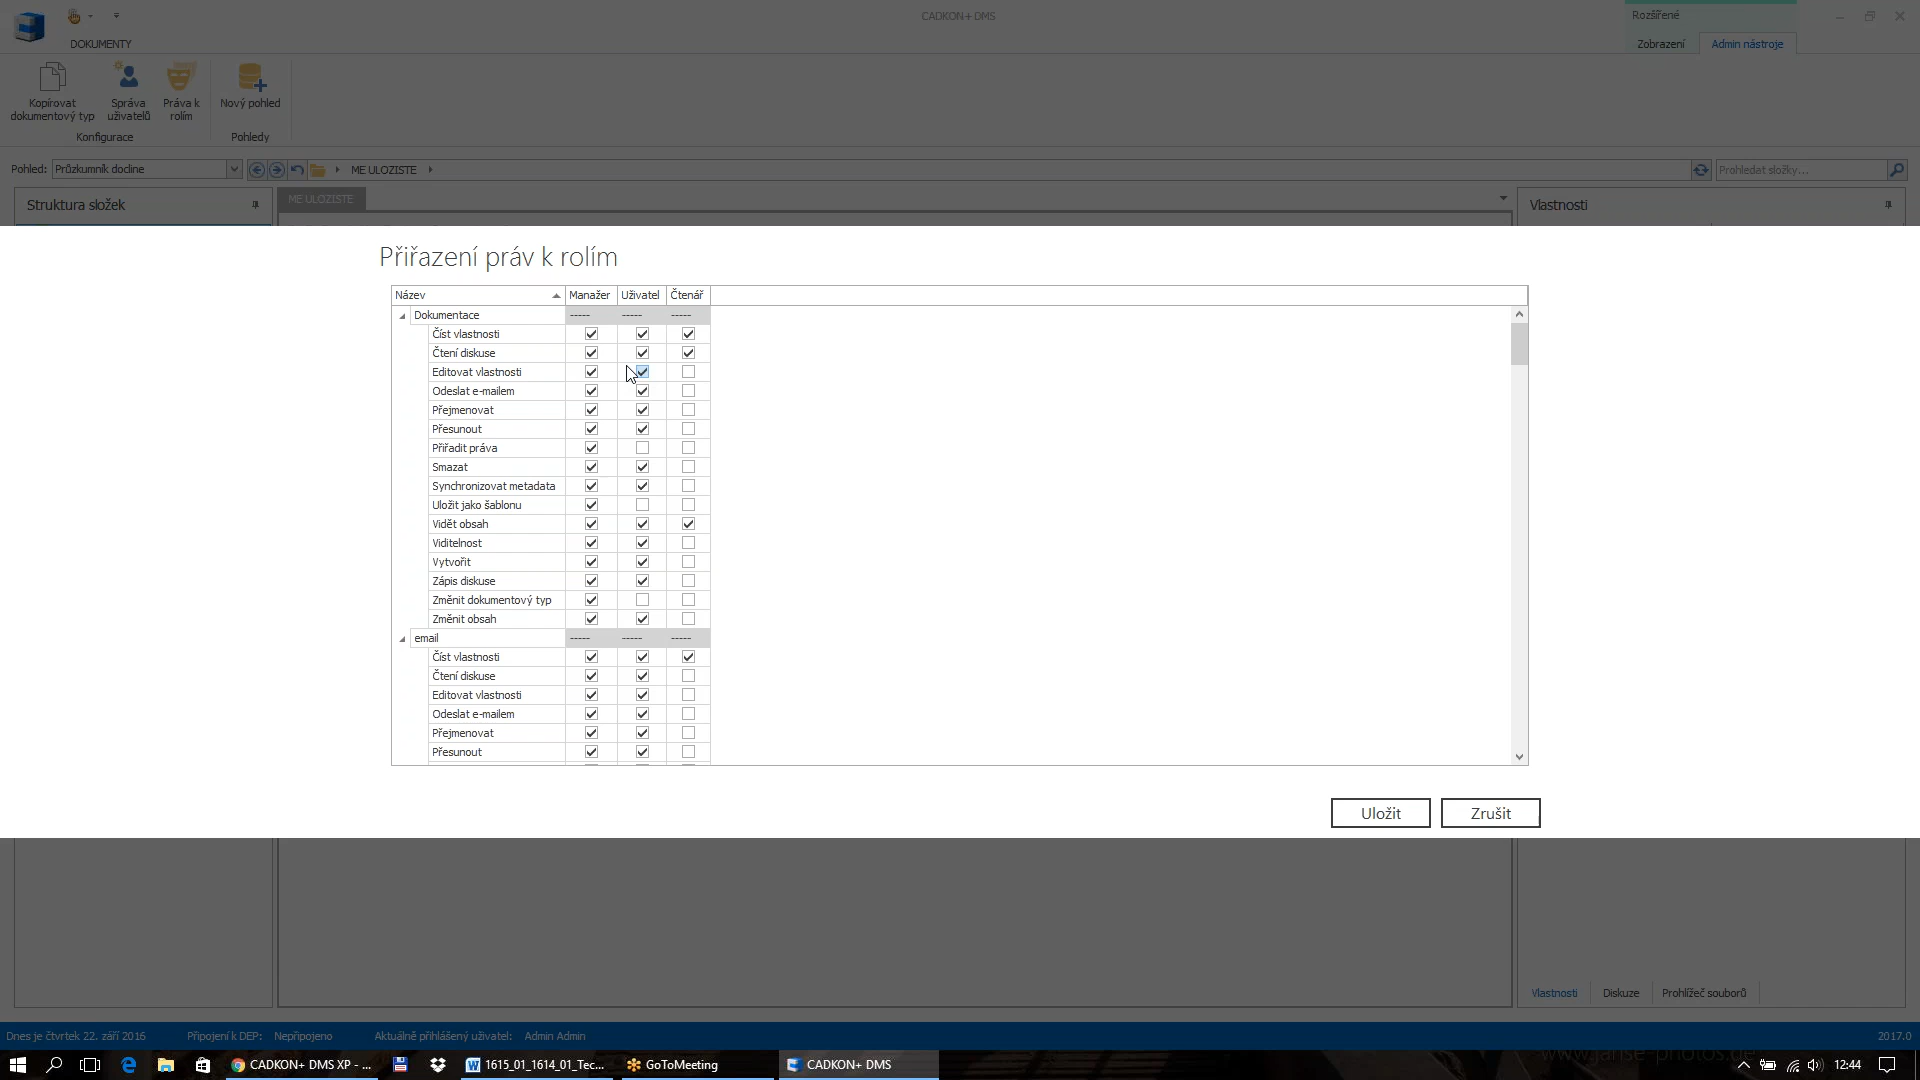 CADKON+ DMS
Rozšířené
DOKUMENTY
Zobrazení
Admin nástroje
Kopírovat dokumentový typ
Správa uživatelů
Práva k rolím
Nový pohled
Konfigurace
Pohledy
Pohled:
Průzkumník docline
ME ULOZISTE
Prohledat složky...
Struktura složek
ME ULOZISTE
Vlastnosti
Přiřazení práv k rolím
Název Manažer Uživatel Čtenář
Dokumentace ----- ----- -----
Číst vlastnosti
Čtení diskuse
Editovat vlastnosti
Odeslat e-mailem
Přejmenovat
Přesunout
Přiřadit práva
Smazat
Synchronizovat metadata
Uložit jako šablonu
Vidět obsah
Viditelnost
Vytvořit
Zápis diskuse
Změnit dokumentový typ
Změnit obsah
email ----- ----- -----
Číst vlastnosti
Čtení diskuse
Editovat vlastnosti
Odeslat e-mailem
Přejmenovat
Přesunout
Uložit
Zrušit
Vlastnosti
Diskuze
Prohlížeč souborů
Dnes je čtvrtek 22. září 2016
Připojení k DEP: Nepřipojeno
Aktuálně přihlášený uživatel: Admin Admin
2017.0
CADKON+ DMS XP - ...
1615_01_1614_01_Tec...
GoToMeeting
CADKON+ DMS
12:44